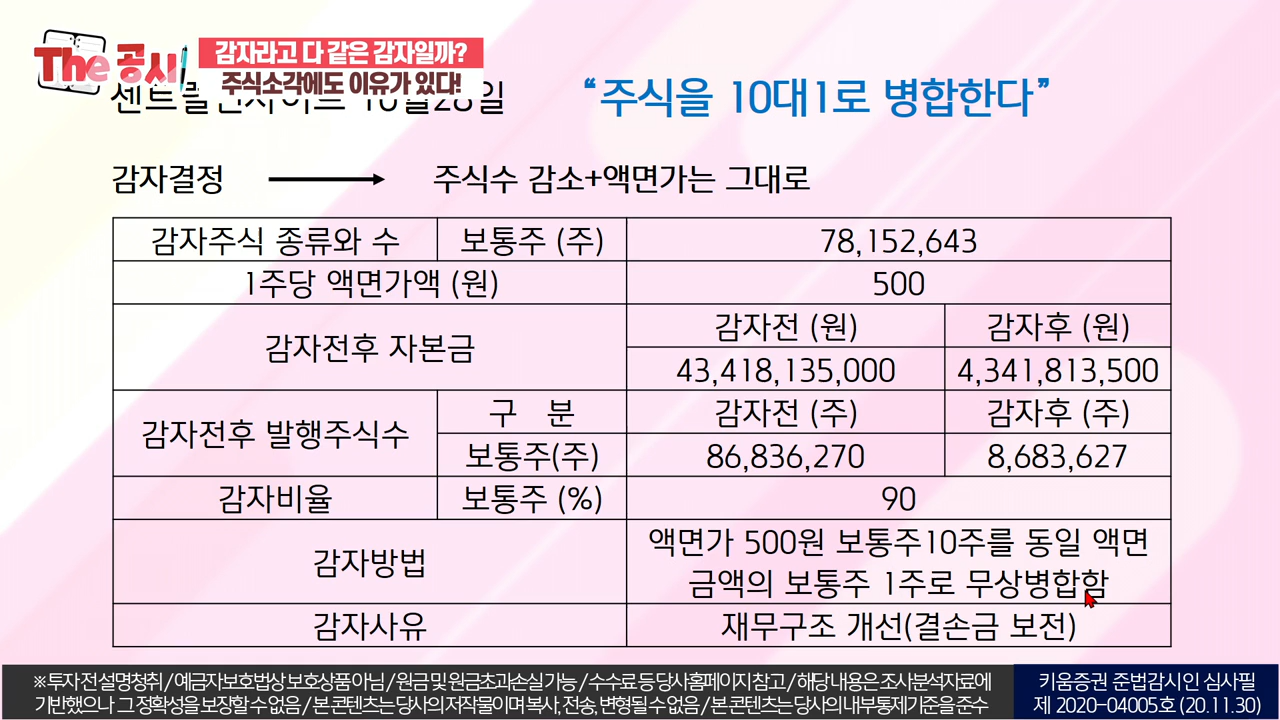 The 공시
감자라고 다 같은 감자일까?
주식소각에도 이유가 있다!
“주식을 10대1로 병합한다”
감자결정 주식수 감소+액면가는 그대로
감자주식 종류와 수 보통주 (주) 78,152,643
1주당 액면가액 (원) 500
감자전후 자본금 감자전 (원) 감자후 (원)
43,418,135,000 4,341,813,500
감자전후 발행주식수 구 분 감자전 (주) 감자후 (주)
보통주(주) 86,836,270 8,683,627
감자비율 보통주 (%) 90
감자방법 액면가 500원 보통주10주를 동일 액면
금액의 보통주 1주로 무상병합함
감자사유 재무구조 개선(결손금 보전)
※ 투자 전 설명청취 / 예금자보호법상 보호상품 아님 / 원금 및 원금초과손실 가능 / 수수료 등 당사홈페이지 참고 / 해당 내용은 조사분석자료에
기반했으나 그 정확성을 보장할 수 없음 / 본 콘텐츠는 당사의 저작물이며 복사, 전송, 변형될 수 없음 / 본 콘텐츠는 당사의 내부통제기준을 준수
키움증권 준법감시인 심사필
제 2020-04005호 (20.11.30)